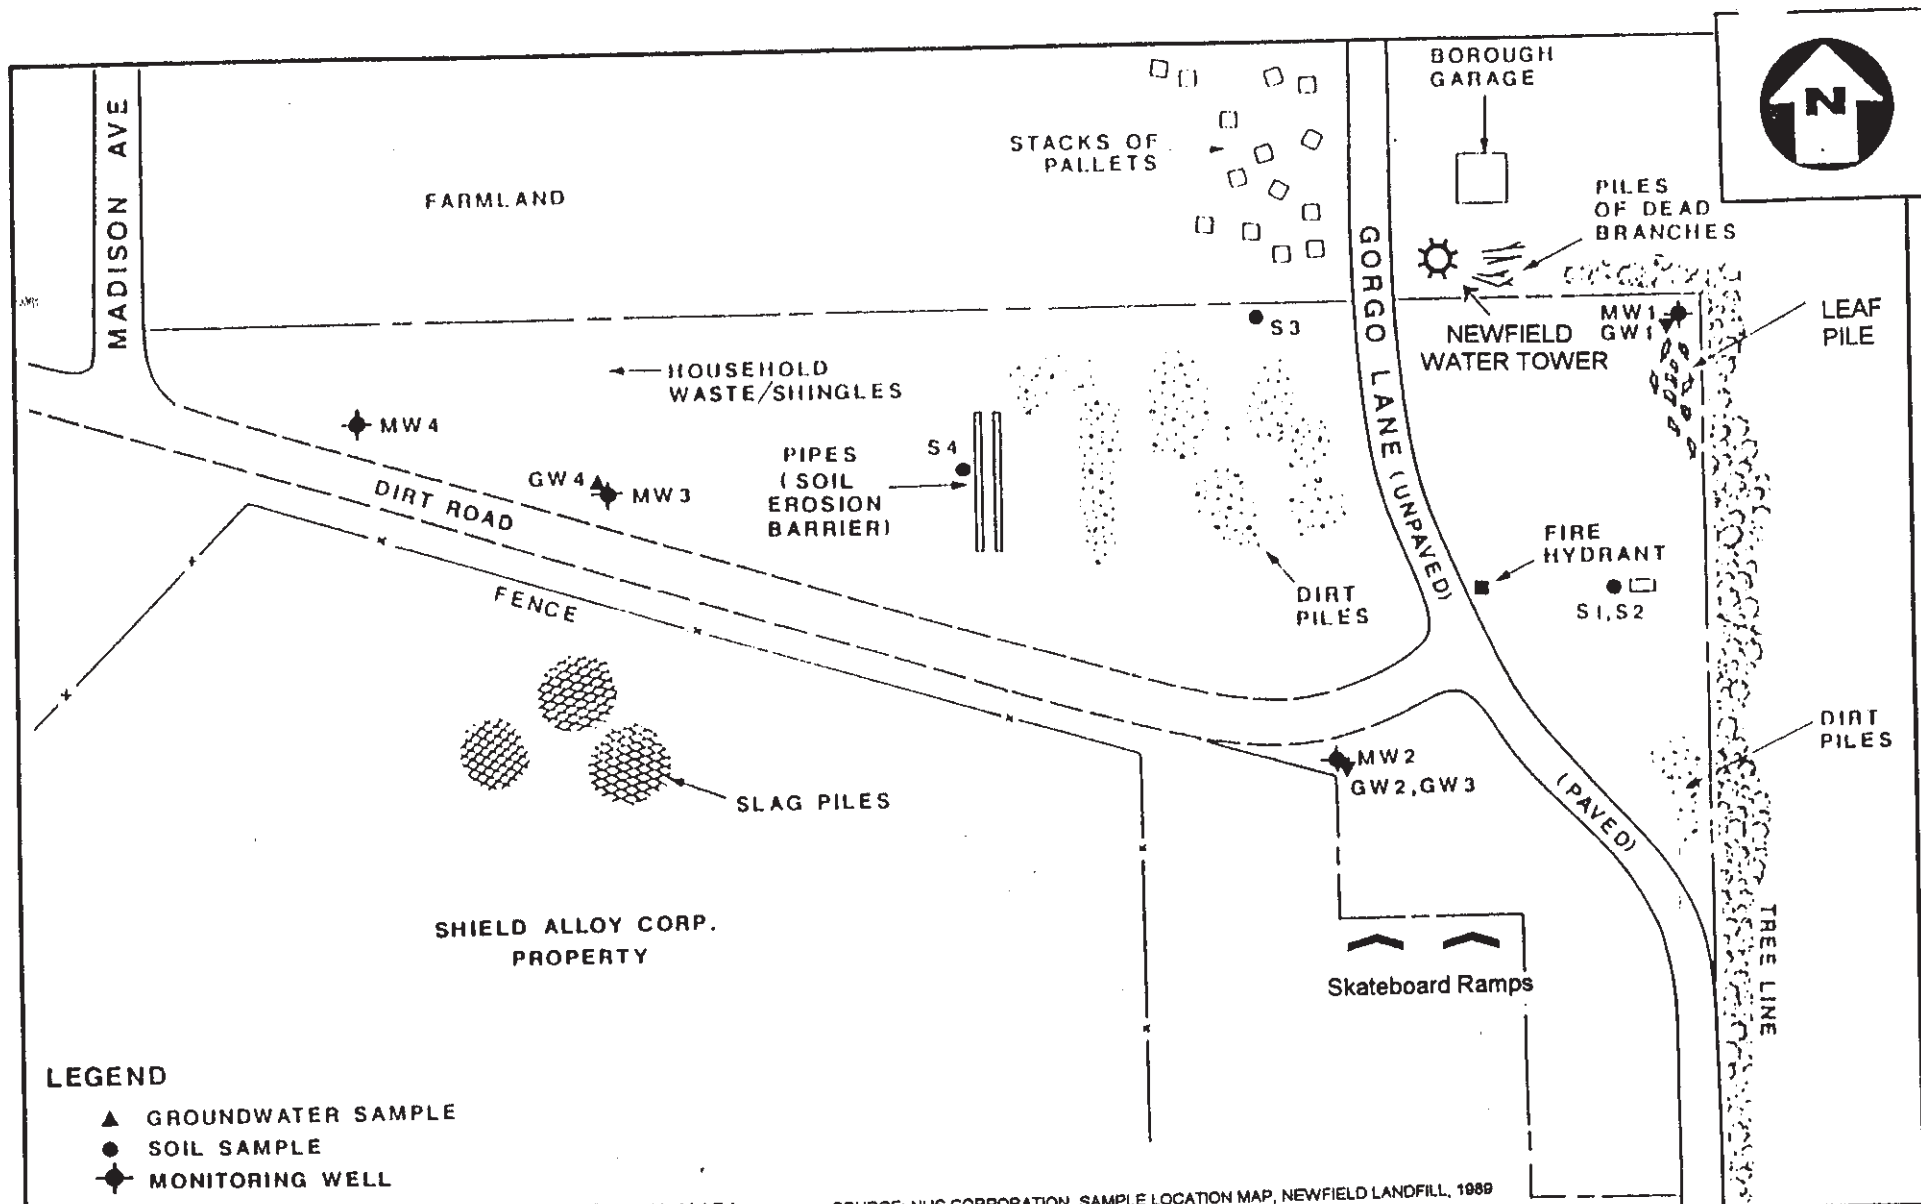 BOROUGH
GARAGE
N
MADISON AVE
STACKS OF
PALLETS
FARMLAND
PILES
OF DEAD
BRANCHES
GORGO LANE (UNPAVED)
MW1
GW1
LEAF
PILE
S3
NEWFIELD
WATER TOWER
HOUSEHOLD
WASTE/SHINGLES
MW4
S4
PIPES
(SOIL
EROSION
BARRIER)
GW4
MW3
DIRT ROAD
FIRE
HYDRANT
FENCE
DIRT
PILES
S1,S2
DIRT
PILES
MW2
GW2,GW3
SLAG PILES
(PAVED)
SHIELD ALLOY CORP.
PROPERTY
TREE LINE
Skateboard Ramps
LEGEND
GROUNDWATER SAMPLE
SOIL SAMPLE
MONITORING WELL
SOURCE: NUS CORPORATION, SAMPLE LOCATION MAP, NEWFIELD LANDFILL, 1989